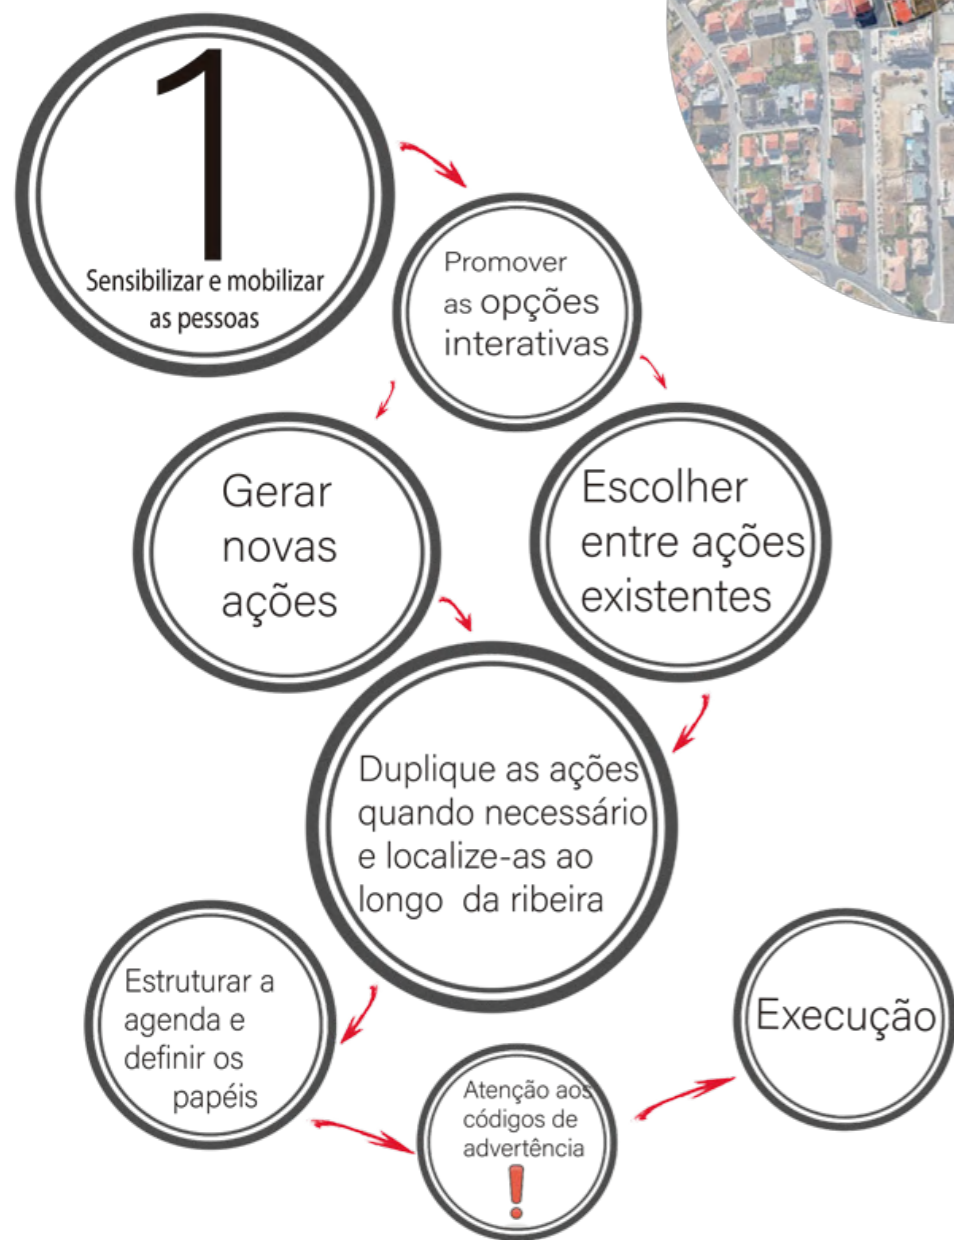 1
Sensibilizar e mobilizar
as pessoas
Promover
as opções
interativas
Gerar
novas
ações
Escolher
entre ações
existentes
Duplique as ações
quando necessário
e localize-as ao
longo da ribeira
Estruturar a
agenda e
definir os
papéis
Atenção aos
códigos de
advertência
!
Execução